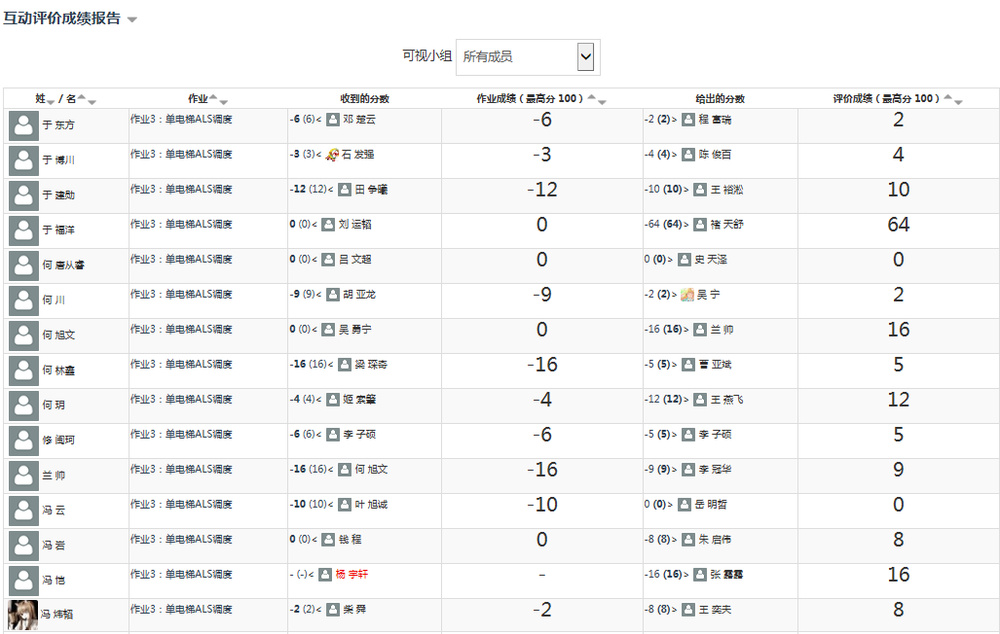 互动评价成绩报告
可视小组 所有成员
姓 / 名 作业 收到的分数 作业成绩 ( 最高分 100 ) 给出的分数 评价成绩 ( 最高分 100 )
于 东方 作业3：单电梯ALS调度 -6 (6)< 邓 楚云 -6 -2 (2)> 程 富瑞 2
于 博川 作业3：单电梯ALS调度 -3 (3)< 石 发强 -3 -4 (4)> 陈 俊百 4
于 建勋 作业3：单电梯ALS调度 -12 (12)< 田 争曦 -12 -10 (10)> 王 裕淞 10
于 福洋 作业3：单电梯ALS调度 0 (0)< 刘 运韬 0 -64 (64)> 褚 天舒 64
何 唐从睿 作业3：单电梯ALS调度 0 (0)< 吕 文超 0 0 (0)> 史 天泽 0
何 川 作业3：单电梯ALS调度 -9 (9)< 胡 亚龙 -9 -2 (2)> 吴 宁 2
何 旭文 作业3：单电梯ALS调度 0 (0)< 吴 勇宁 0 -16 (16)> 兰 帅 16
何 林鑫 作业3：单电梯ALS调度 -16 (16)< 梁 琛奇 -16 -5 (5)> 曹 亚斌 5
何 玥 作业3：单电梯ALS调度 -4 (4)< 姬 索肇 -4 -12 (12)> 王 燕飞 12
修 闽珂 作业3：单电梯ALS调度 -6 (6)< 李 子硕 -6 -5 (5)> 李 子硕 5
兰 帅 作业3：单电梯ALS调度 -16 (16)< 何 旭文 -16 -9 (9)> 李 冠华 9
冯 云 作业3：单电梯ALS调度 -10 (10)< 叶 旭诚 -10 0 (0)> 岳 明哲 0
冯 岩 作业3：单电梯ALS调度 0 (0)< 钱 程 0 -8 (8)> 朱 启伟 8
冯 恺 作业3：单电梯ALS调度 - (-)< 杨 宇轩 - -16 (16)> 张 露露 16
冯 炜韬 作业3：单电梯ALS调度 -2 (2)< 柴 舜 -2 -8 (8)> 王 奕夫 8